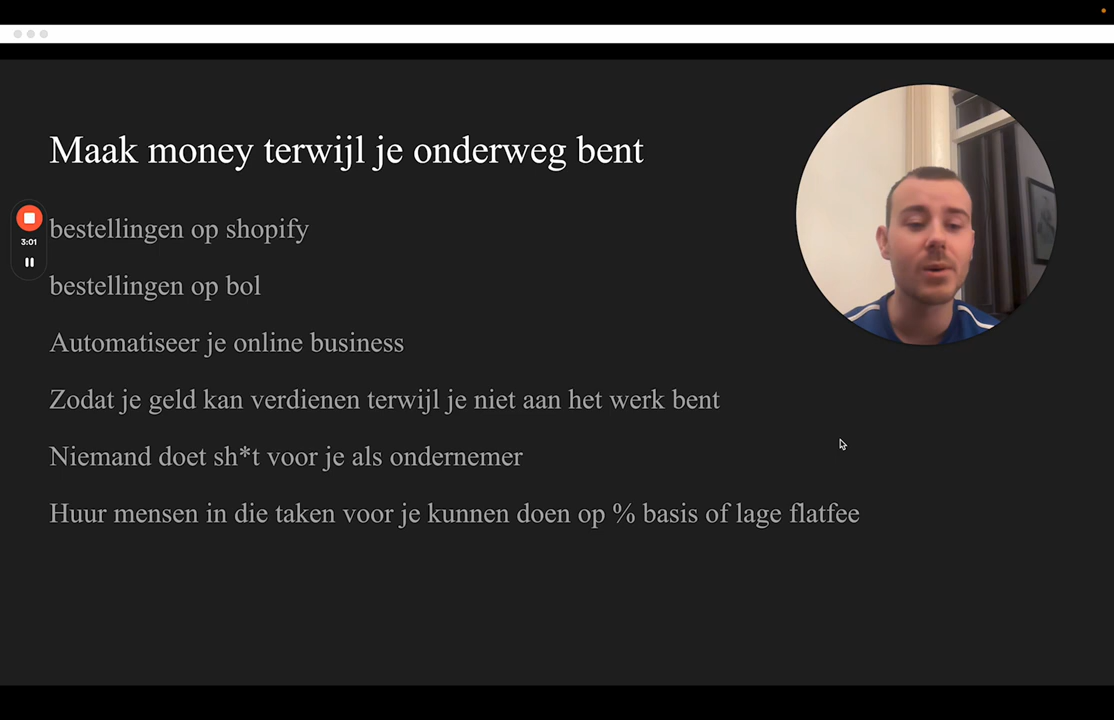 Maak money terwijl je onderweg bent
bestellingen op shopify
3:01
bestellingen op bol
Automatiseer je online business
Zodat je geld kan verdienen terwijl je niet aan het werk bent
Niemand doet sh*t voor je als ondernemer
Huur mensen in die taken voor je kunnen doen op % basis of lage flatfee